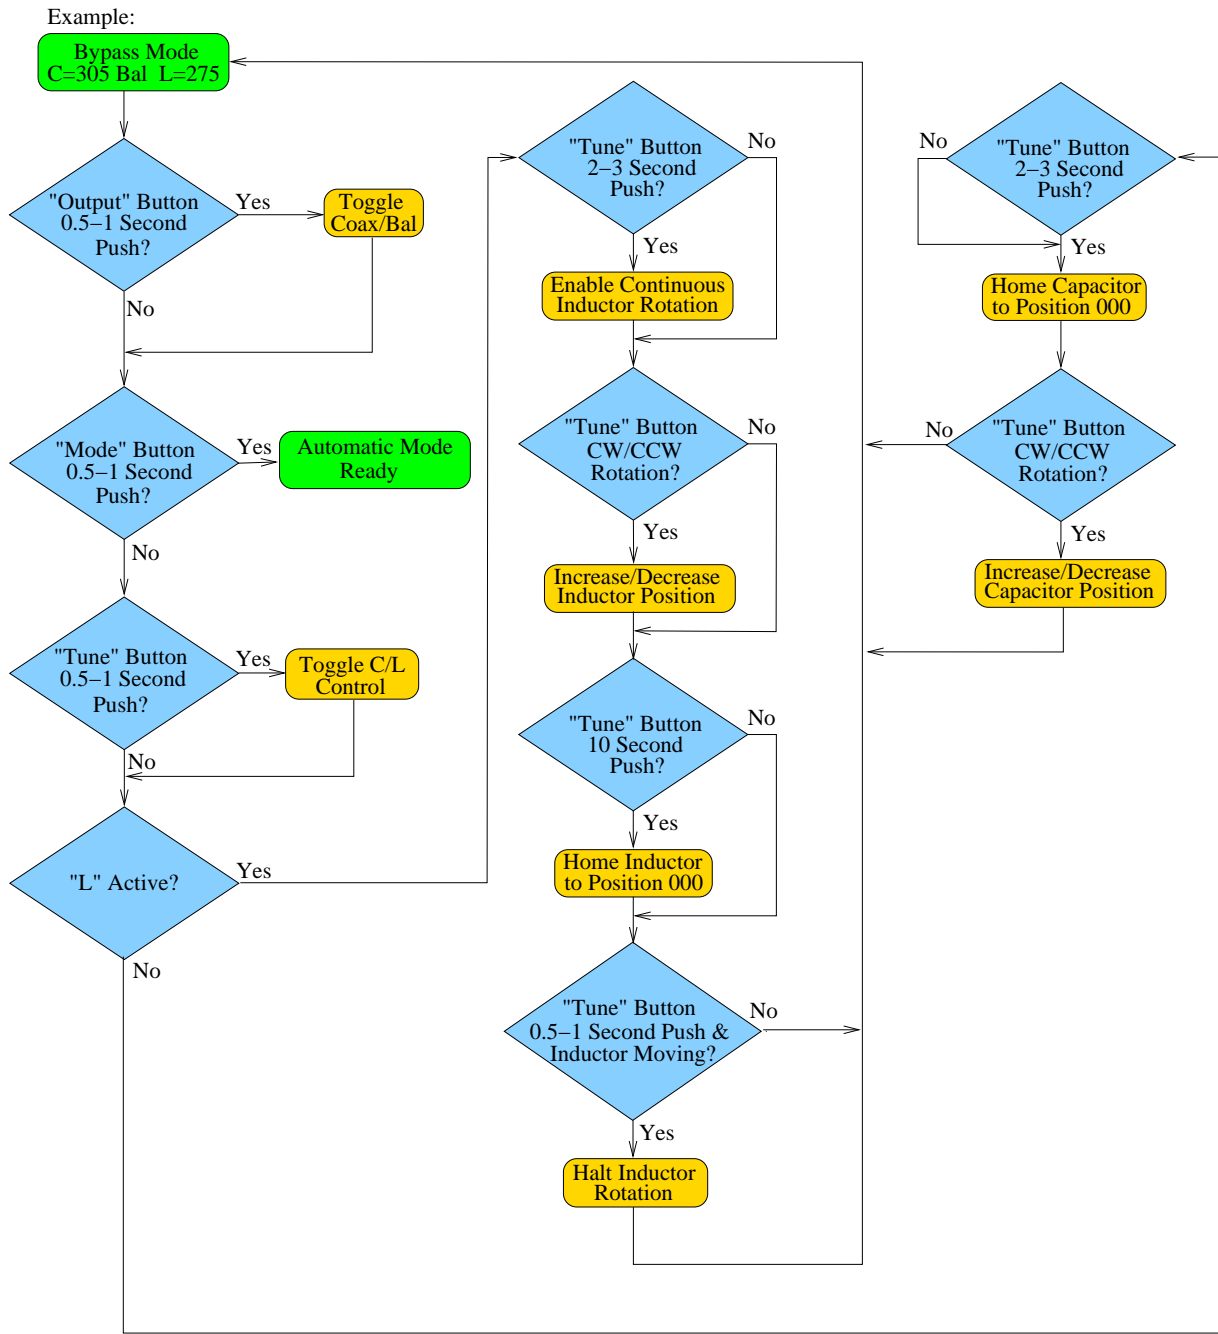 Example:
Bypass Mode
C=305 Bal L=275
"Output" Button
0.5−1 Second
Push?
Yes
Toggle
Coax/Bal
No
"Mode" Button
0.5−1 Second
Push?
Yes
Automatic Mode
Ready
No
"Tune" Button
0.5−1 Second
Push?
Yes
Toggle C/L
Control
No
"L" Active?
Yes
No
"Tune" Button
2−3 Second
Push?
No
Yes
Enable Continuous
Inductor Rotation
"Tune" Button
CW/CCW
Rotation?
No
Yes
Increase/Decrease
Inductor Position
"Tune" Button
10 Second
Push?
No
Yes
Home Inductor
to Position 000
"Tune" Button
0.5−1 Second Push &
Inductor Moving?
No
Yes
Halt Inductor
Rotation
No
"Tune" Button
2−3 Second
Push?
Yes
Home Capacitor
to Position 000
No
"Tune" Button
CW/CCW
Rotation?
Yes
Increase/Decrease
Capacitor Position